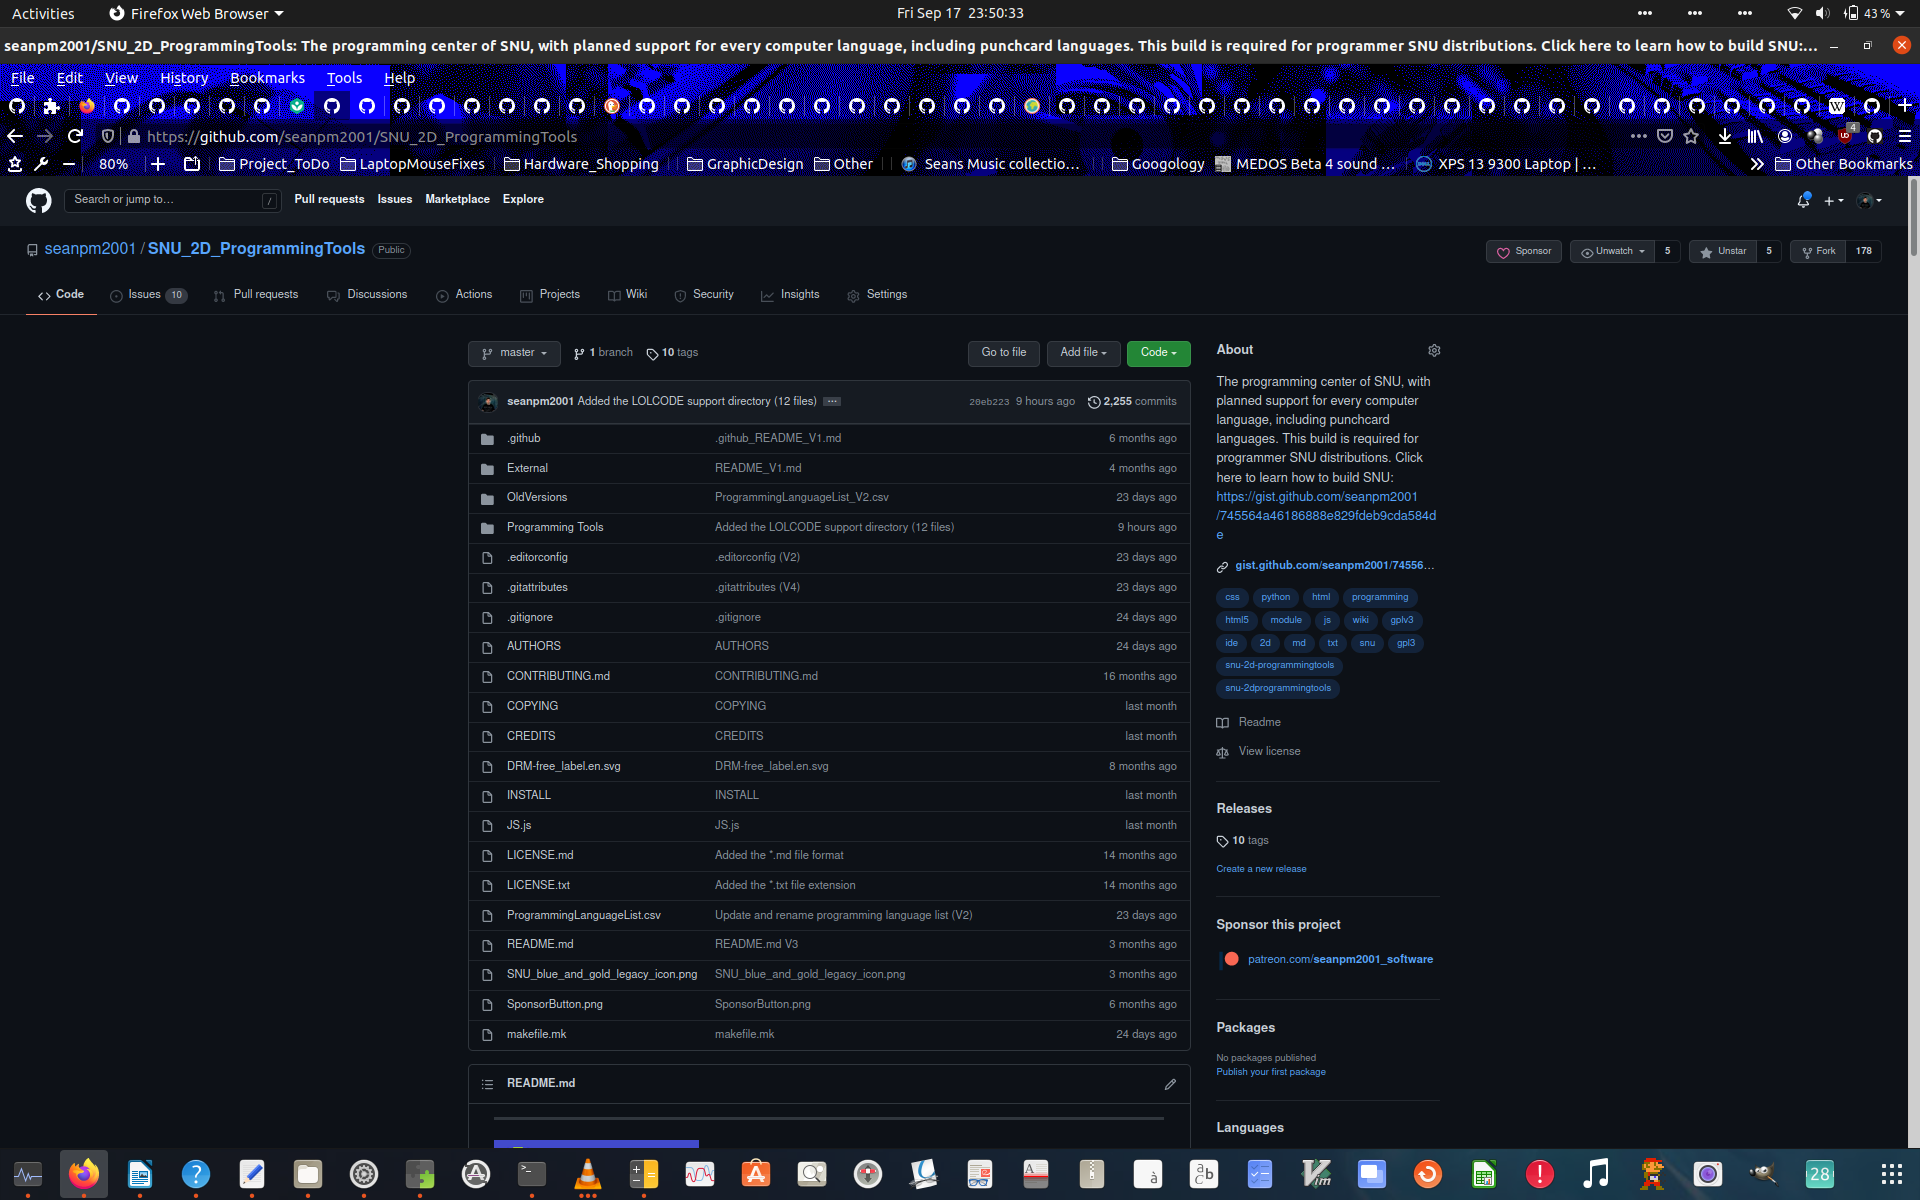 Activities Firefox Web Browser Fri Sep 17 23:50:33 43 %
seanpm2001/SNU_2D_ProgrammingTools: The programming center of SNU, with planned support for every computer language, including punchcard languages. This build is required for programmer SNU distributions. Click here to learn how to build SNU:...
File Edit View History Bookmarks Tools Help
https://github.com/seanpm2001/SNU_2D_ProgrammingTools 4
80% Project_ToDo LaptopMouseFixes Hardware_Shopping GraphicDesign Other Seans Music collectio... Googology MEDOS Beta 4 sound ... XPS 13 9300 Laptop | ... Other Bookmarks
Search or jump to... / Pull requests Issues Marketplace Explore
seanpm2001 / SNU_2D_ProgrammingTools Public Sponsor Unwatch 5 Unstar 5 Fork 178
Code Issues 10 Pull requests Discussions Actions Projects Wiki Security Insights Settings
master 1 branch 10 tags Go to file Add file Code
seanpm2001 Added the LOLCODE support directory (12 files) ... 20eb223 9 hours ago 2,255 commits
.github .github_README_V1.md 6 months ago
External README_V1.md 4 months ago
OldVersions ProgrammingLanguageList_V2.csv 23 days ago
Programming Tools Added the LOLCODE support directory (12 files) 9 hours ago
.editorconfig .editorconfig (V2) 23 days ago
.gitattributes .gitattributes (V4) 23 days ago
.gitignore .gitignore 24 days ago
AUTHORS AUTHORS 24 days ago
CONTRIBUTING.md CONTRIBUTING.md 16 months ago
COPYING COPYING last month
CREDITS CREDITS last month
DRM-free_label.en.svg DRM-free_label.en.svg 8 months ago
INSTALL INSTALL last month
JS.js JS.js last month
LICENSE.md Added the *.md file format 14 months ago
LICENSE.txt Added the *.txt file extension 14 months ago
ProgrammingLanguageList.csv Update and rename programming language list (V2) 23 days ago
README.md README.md V3 3 months ago
SNU_blue_and_gold_legacy_icon.png SNU_blue_and_gold_legacy_icon.png 3 months ago
SponsorButton.png SponsorButton.png 6 months ago
makefile.mk makefile.mk 24 days ago
README.md
About
The programming center of SNU, with
planned support for every computer
language, including punchcard
languages. This build is required for
programmer SNU distributions. Click
here to learn how to build SNU:
https://gist.github.com/seanpm2001
/745564a46186888e829fdeb9cda584d
e
gist.github.com/seanpm2001/74556...
css python html programming
html5 module js wiki gplv3
ide 2d md txt snu gpl3
snu-2d-programmingtools
snu-2dprogrammingtools
Readme
View license
Releases
10 tags
Create a new release
Sponsor this project
patreon.com/seanpm2001_software
Packages
No packages published
Publish your first package
Languages
28